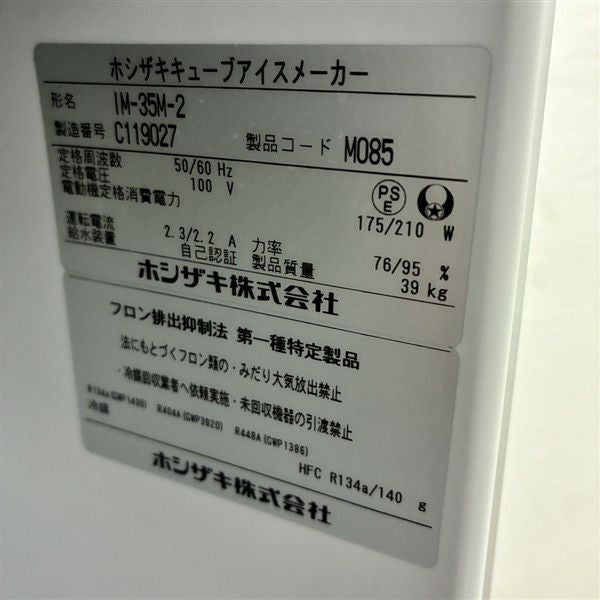 ホシザキキューブアイスメーカー
形名 IM-35M-2
製造番号 C119027 製品コード M085
定格周波数 50/60 Hz
定格電圧 100 V
電動機定格消費電力 175/210 W
PS
E
運転電流 2.3/2.2 A 力率 76/95 %
給水装置 自己認証 製品質量 39 kg
ホシザキ株式会社
フロン排出抑制法 第一種特定製品
法にもとづくフロン類の・みだり大気放出禁止
・冷媒回収業者へ依頼実施・未回収機器の引渡禁止
R134a(GWP1430) R404A(GWP3920) R448A(GWP1386)
冷媒 HFC R134a/140 g
ホシザキ株式会社